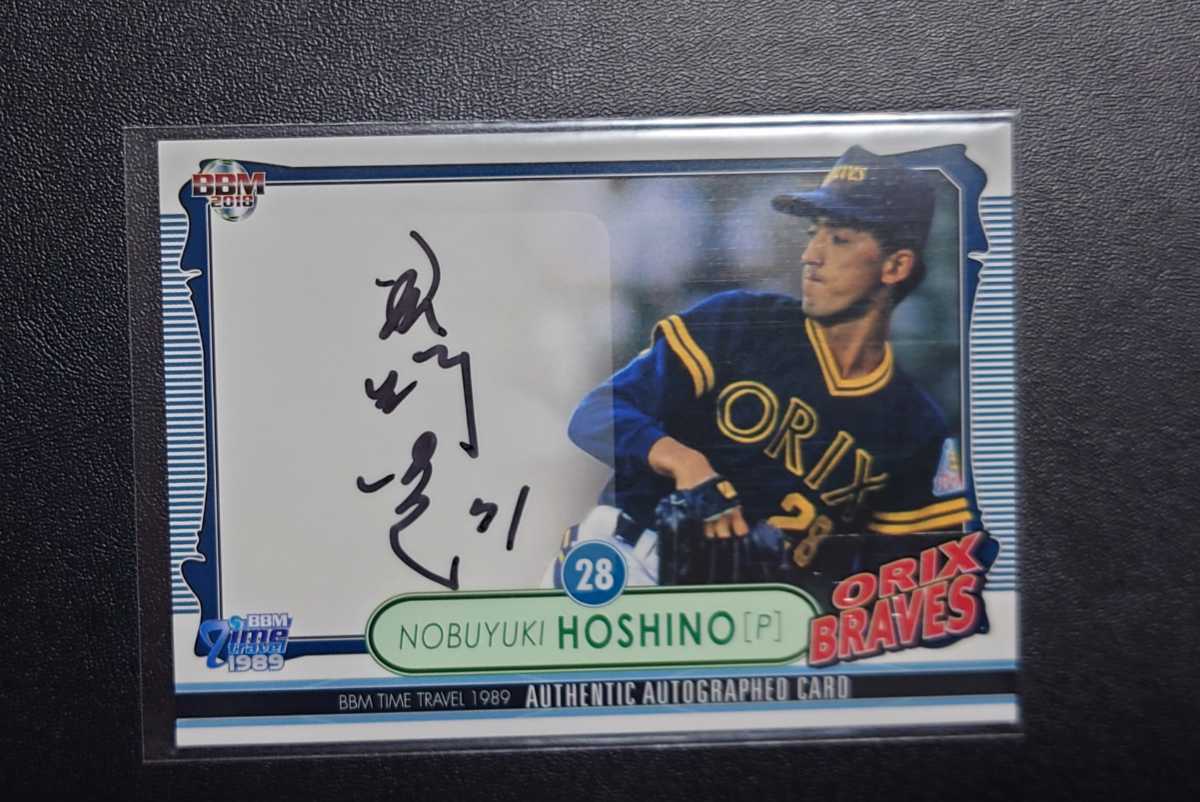 BBM
2018
ORIX
28
28
NOBUYUKI HOSHINO [P]
ORIX
BRAVES
BBM
Time
Travel
1989
BBM TIME TRAVEL 1989 AUTHENTIC AUTOGRAPHED CARD